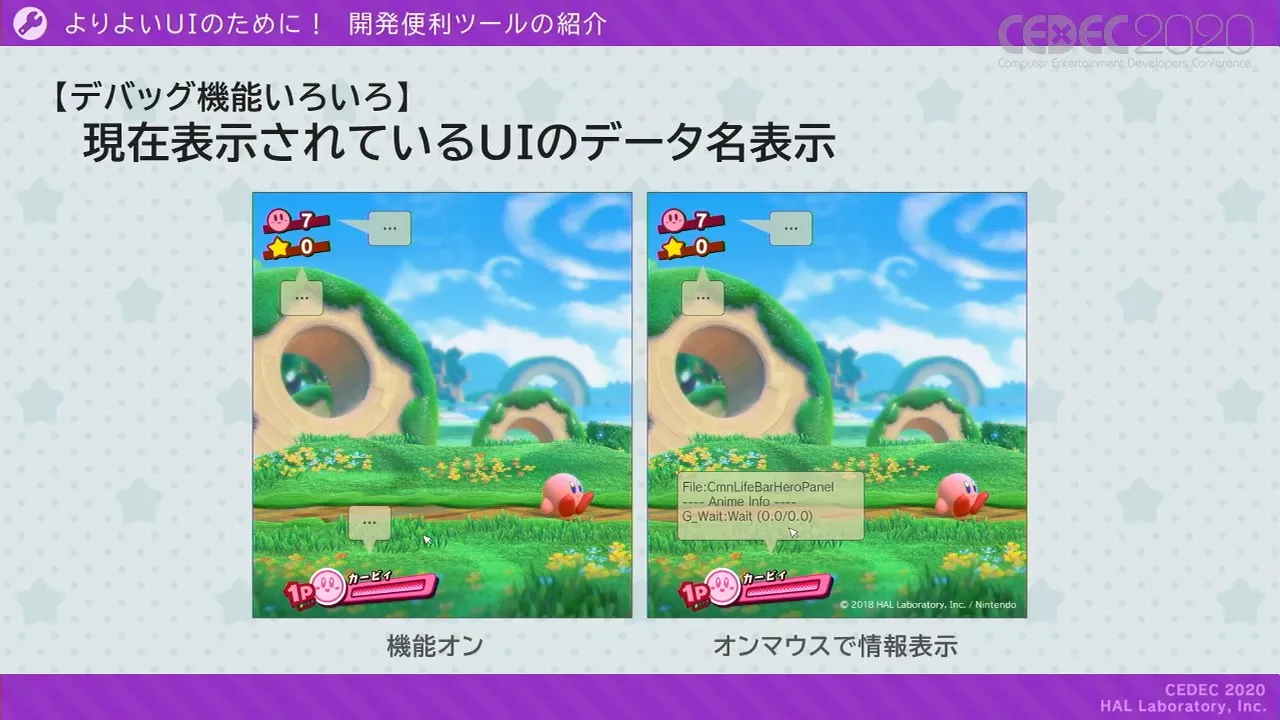 よりよいUIのために！　開発便利ツールの紹介
CEDEC 2020
Computer Entertainment Developers Conference
【デバッグ機能いろいろ】
現在表示されているUIのデータ名表示
7
...
0
...
...
1P カービィ
7
...
0
...
File:CmnLifeBarHeroPanel
---- Anime Info ----
G_Wait:Wait (0.0/0.0)
1P カービィ
© 2018 HAL Laboratory, Inc. / Nintendo
機能オン
オンマウスで情報表示
CEDEC 2020
HAL Laboratory, Inc.